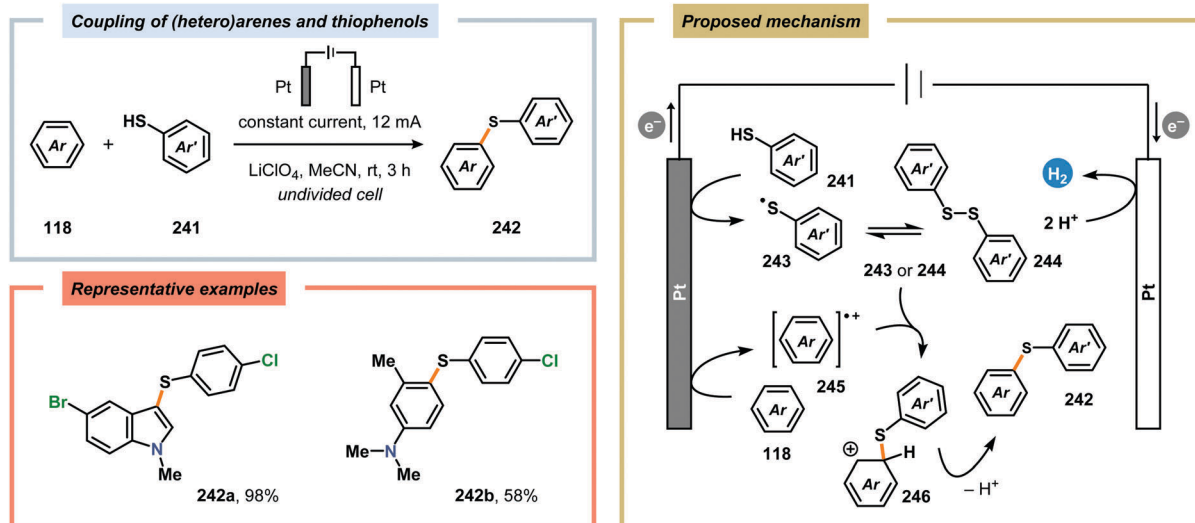 Coupling of (hetero)arenes and thiophenols
Pt
Pt
Ar
+
HS
Ar'
constant current, 12 mA
LiClO₄, MeCN, rt, 3 h
undivided cell
S
Ar
Ar'
118
241
242
Representative examples
Br
S
Cl
N
Me
242a, 98%
Me
S
Cl
Me
N
Me
242b, 58%
Proposed mechanism
e⁻
e⁻
Pt
Pt
HS
Ar'
241
•S
Ar'
243
Ar'
S–S
Ar'
244
H₂
2 H⁺
243 or 244
[Ar]•+
245
Ar
118
Ar'
S
H
⊕
Ar
246
– H⁺
S
Ar
Ar'
242